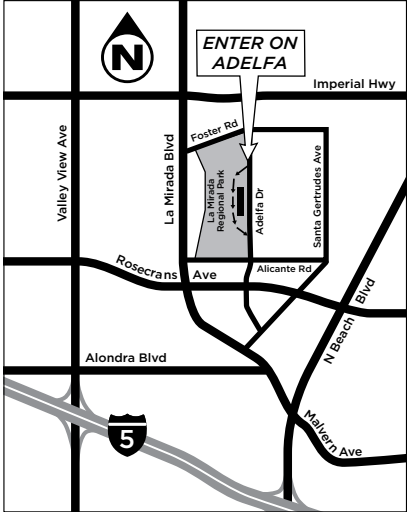 N
ENTER ON
ADELFA
Imperial Hwy
Foster Rd
Valley View Ave
La Mirada Blvd
La Mirada
Regional Park
Adelfa Dr
Santa Gertrudes Ave
Rosecrans Ave
Alicante Rd
N Beach Blvd
Alondra Blvd
5
Malvern Ave